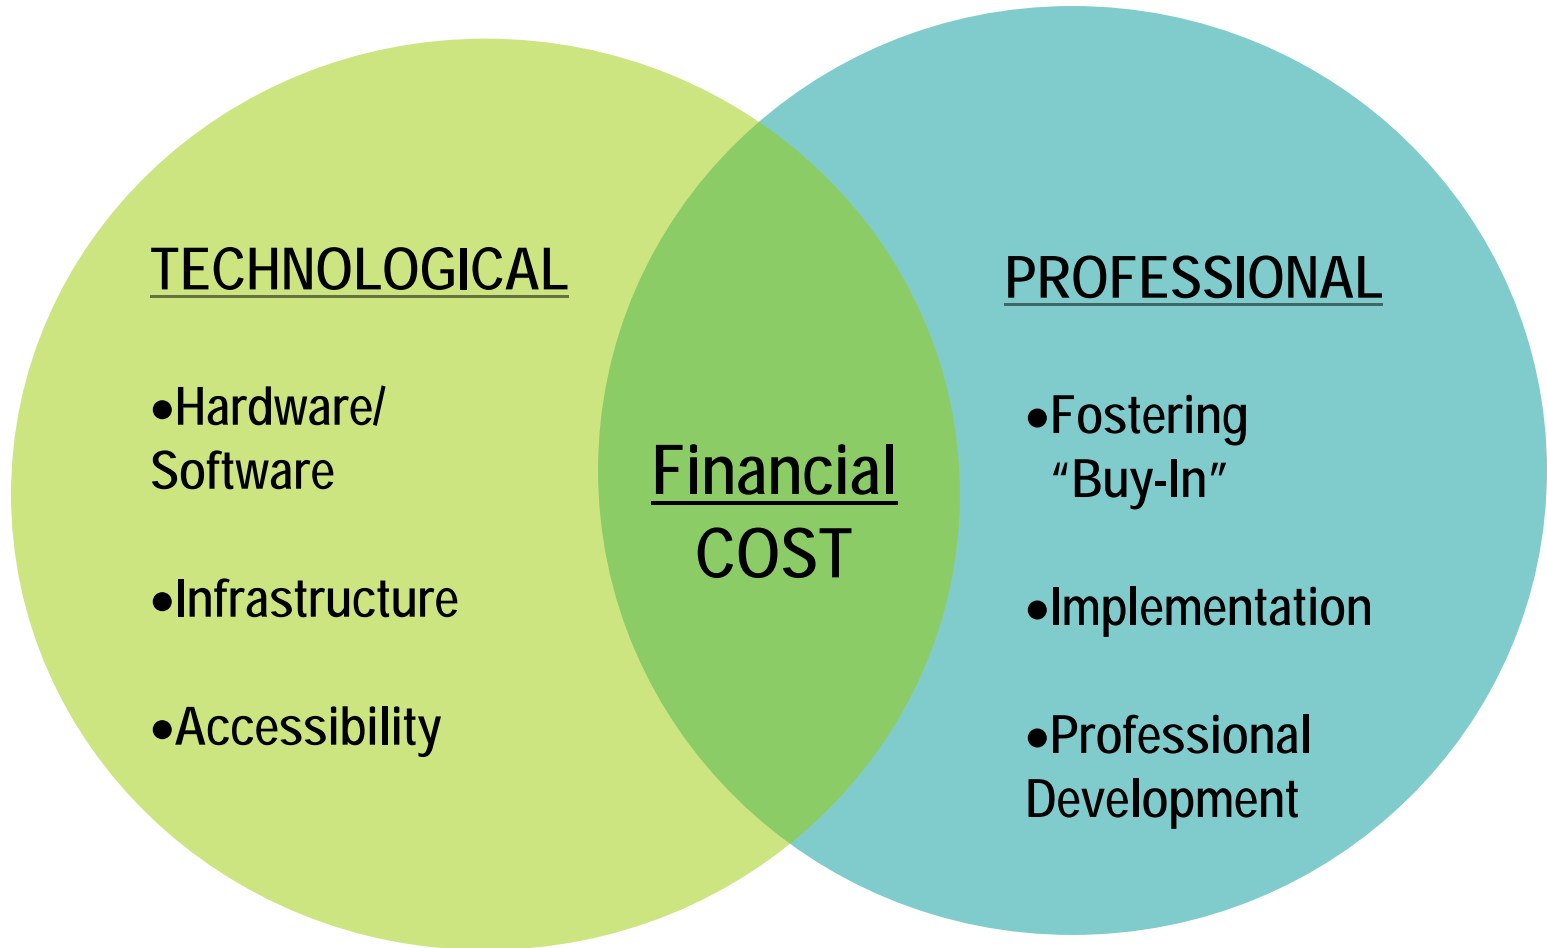 TECHNOLOGICAL
•Hardware/
Software
•Infrastructure
•Accessibility
Financial
COST
PROFESSIONAL
•Fostering
“Buy-In”
•Implementation
•Professional
Development